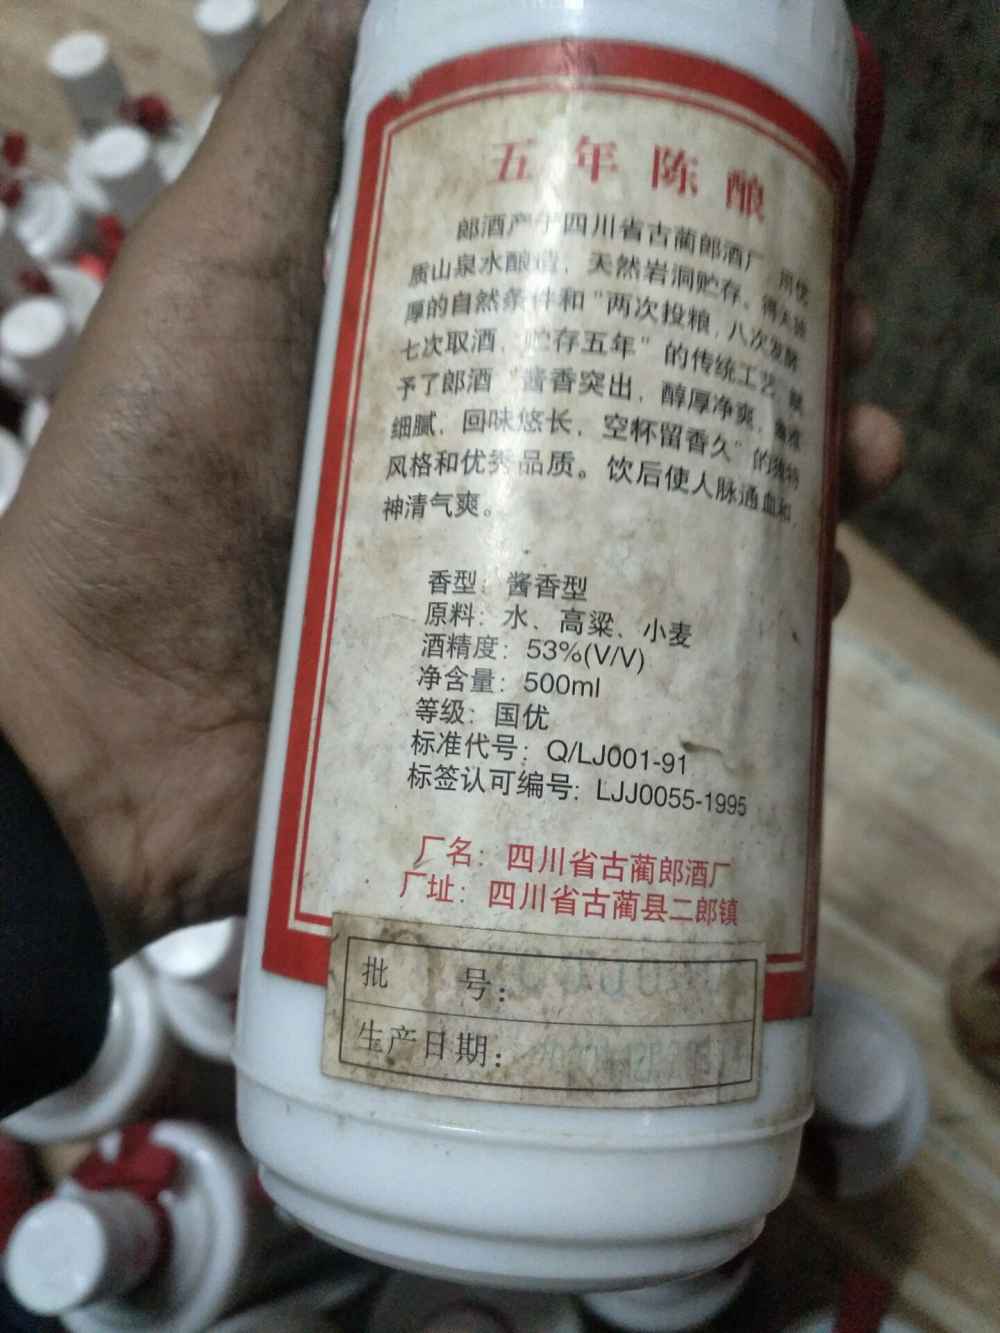 五年陈酿
郎酒产于四川省古蔺郎酒厂
质山泉水酿造，天然岩洞贮存。得天
厚的自然条件和“两次投粮，八次发酵
七次取酒，贮存五年”的传统工艺，赋
予了郎酒“酱香突出，醇厚净爽，
细腻，回味悠长，空杯留香久”的独特
风格和优秀品质。饮后使人脉通血和，
神清气爽。
香型：酱香型
原料：水、高粱、小麦
酒精度：53%(V/V)
净含量：500ml
等级：国优
标准代号：Q/LJ001-91
标签认可编号：LJJ0055-1995
厂名：四川省古蔺郎酒厂
厂址：四川省古蔺县二郎镇
批号：
生产日期：